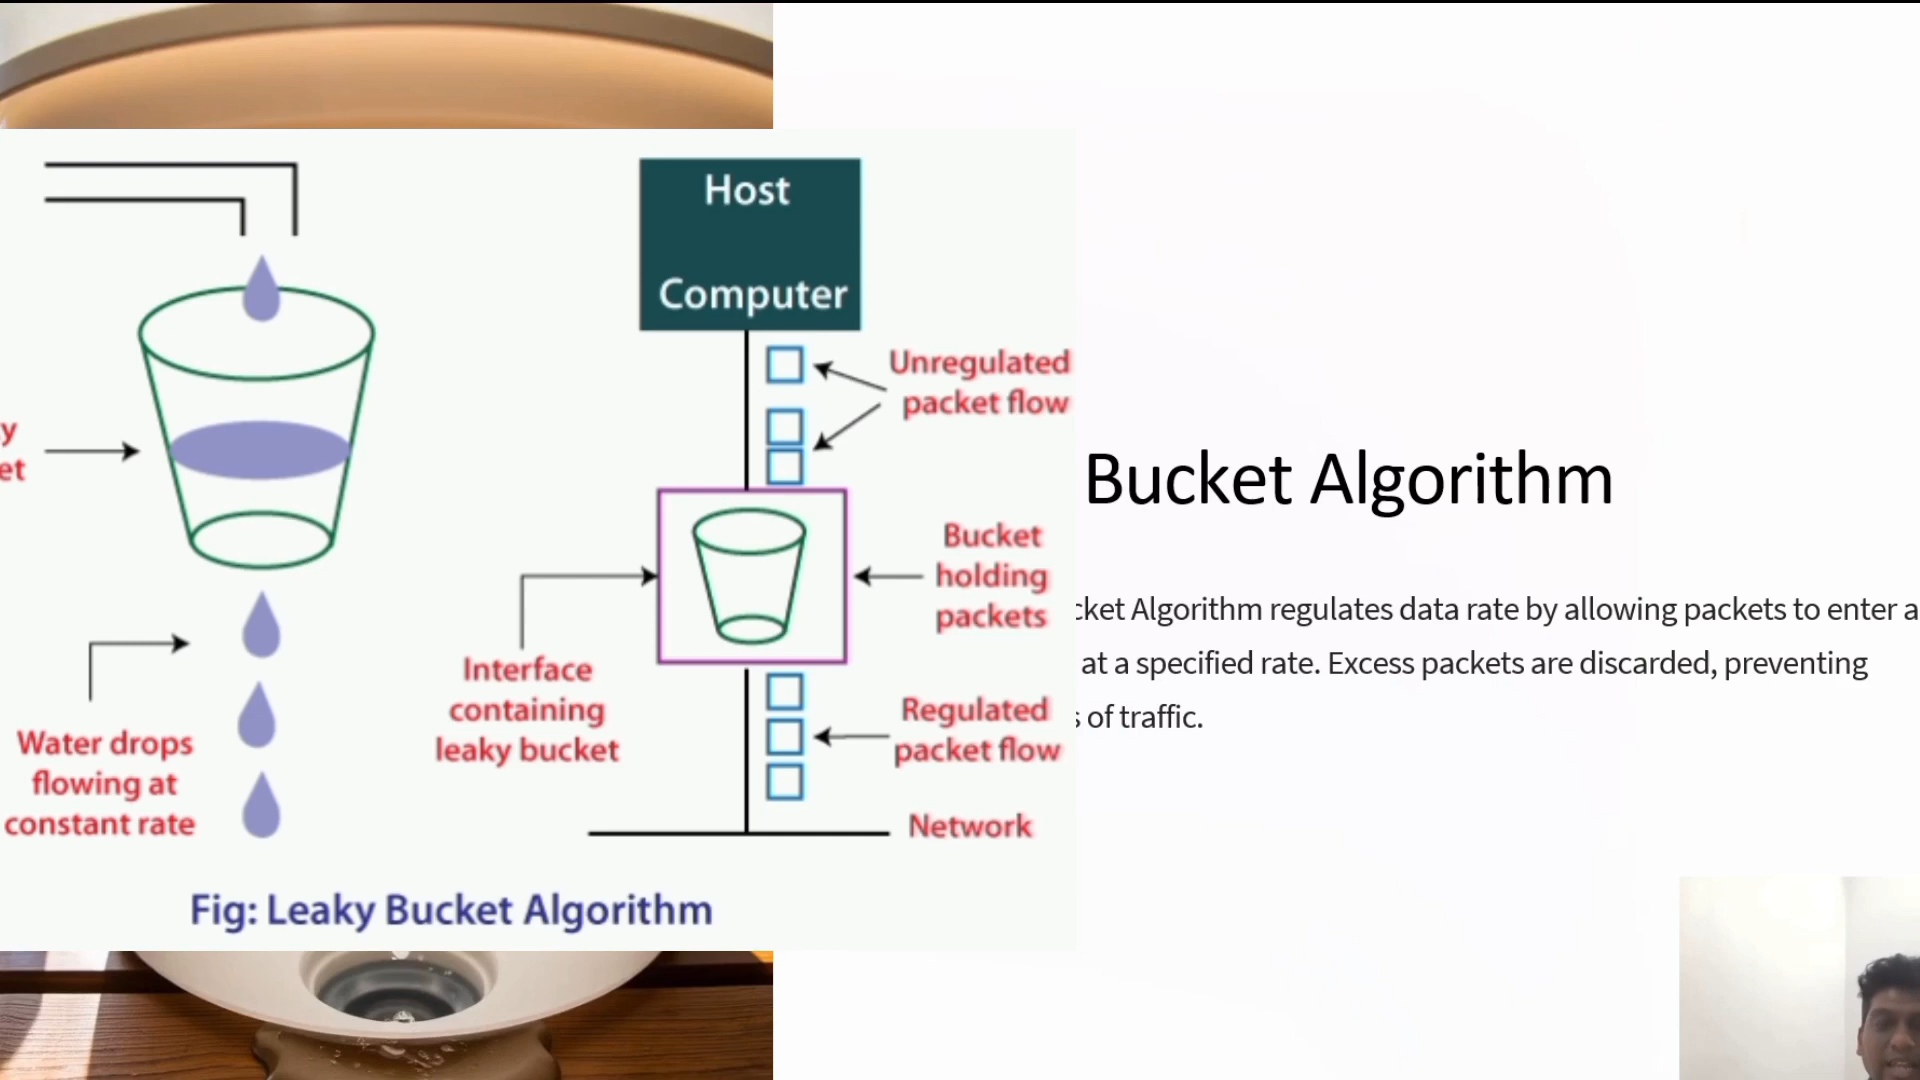 Host
Computer
Unregulated
packet flow
y
et
Bucket
holding
packets
Interface
containing
leaky bucket
Regulated
packet flow
Water drops
flowing at
constant rate
Network
Fig: Leaky Bucket Algorithm
Bucket Algorithm
cket Algorithm regulates data rate by allowing packets to enter a
at a specified rate. Excess packets are discarded, preventing
s of traffic.